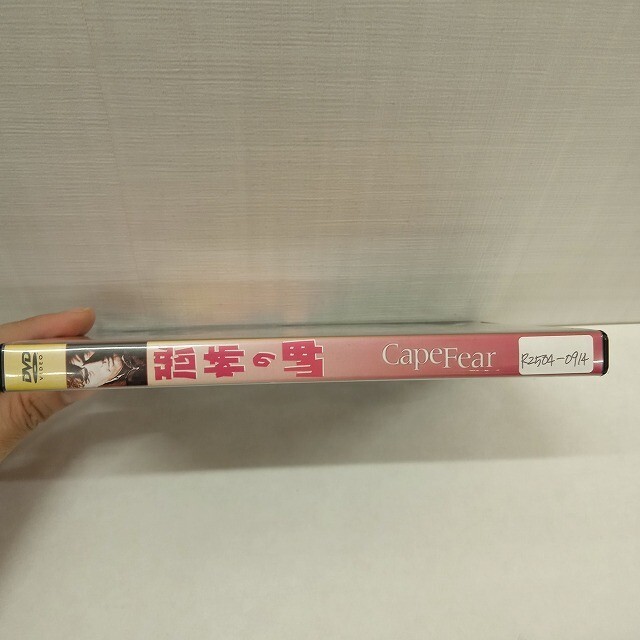 DVD
VIDEO
恐怖の岬
CapeFear
R2504-0914